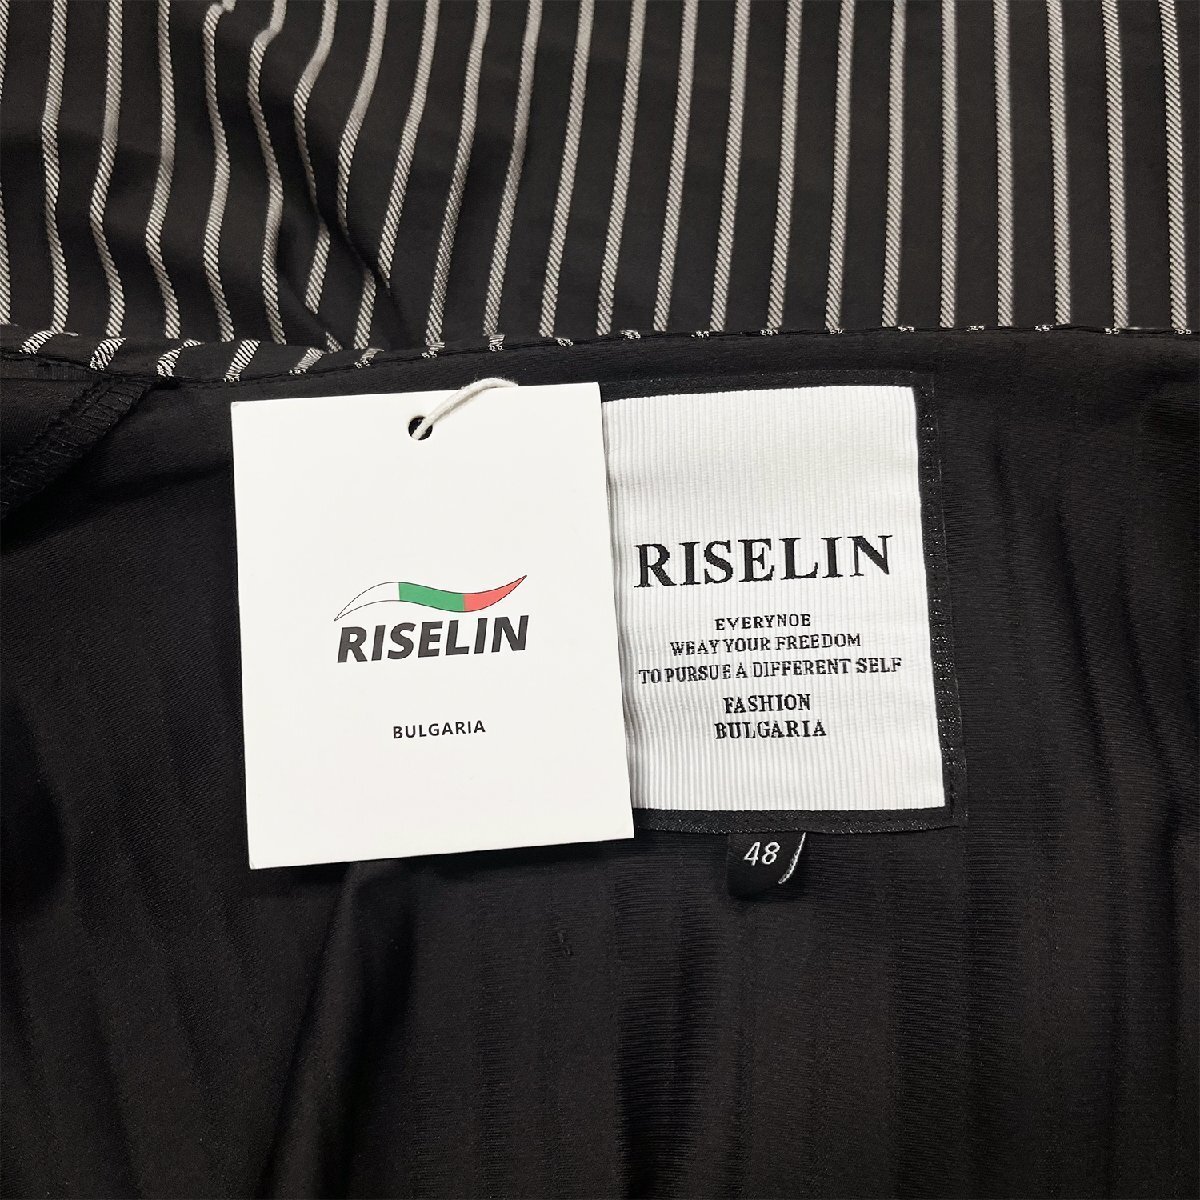 RISELIN
BULGARIA
RISELIN
EVERYNOE
WEAY YOUR FREEDOM
TO PURSUE A DIFFERENT SELF
FASHION
BULGARIA
48